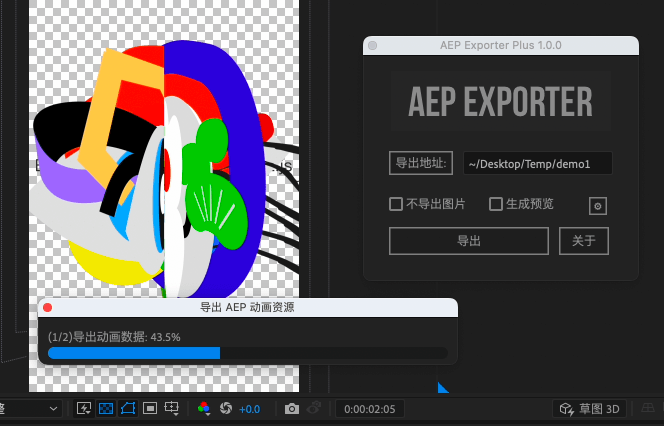 AEP Exporter Plus 1.0.0
AEP EXPORTER
导出地址:
~/Desktop/Temp/demo1
不导出图片
生成预览
导出
关于
.js
导出 AEP 动画资源
(1/2)导出动画数据: 43.5%
整
+0.0
0:00:02:05
草图 3D